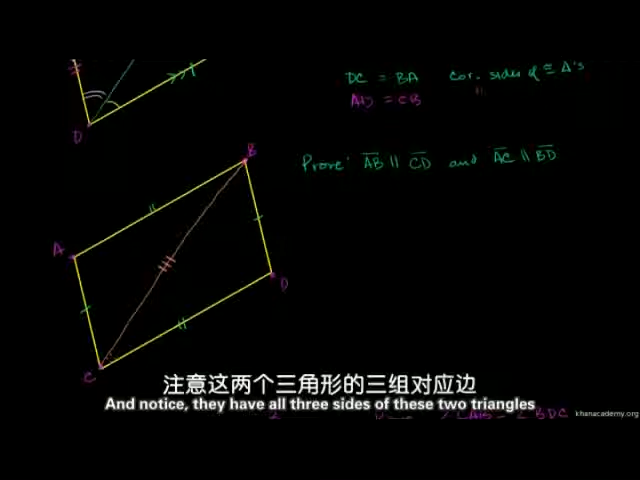 DC = BA cor. sides of ≅ Δ's
AD = CB "
D
Prove: AB || CD and AC || BD
B
A
D
C
注意这两个三角形的三组对应边
And notice, they have all three sides of these two triangles
BDC
khanacademy.org